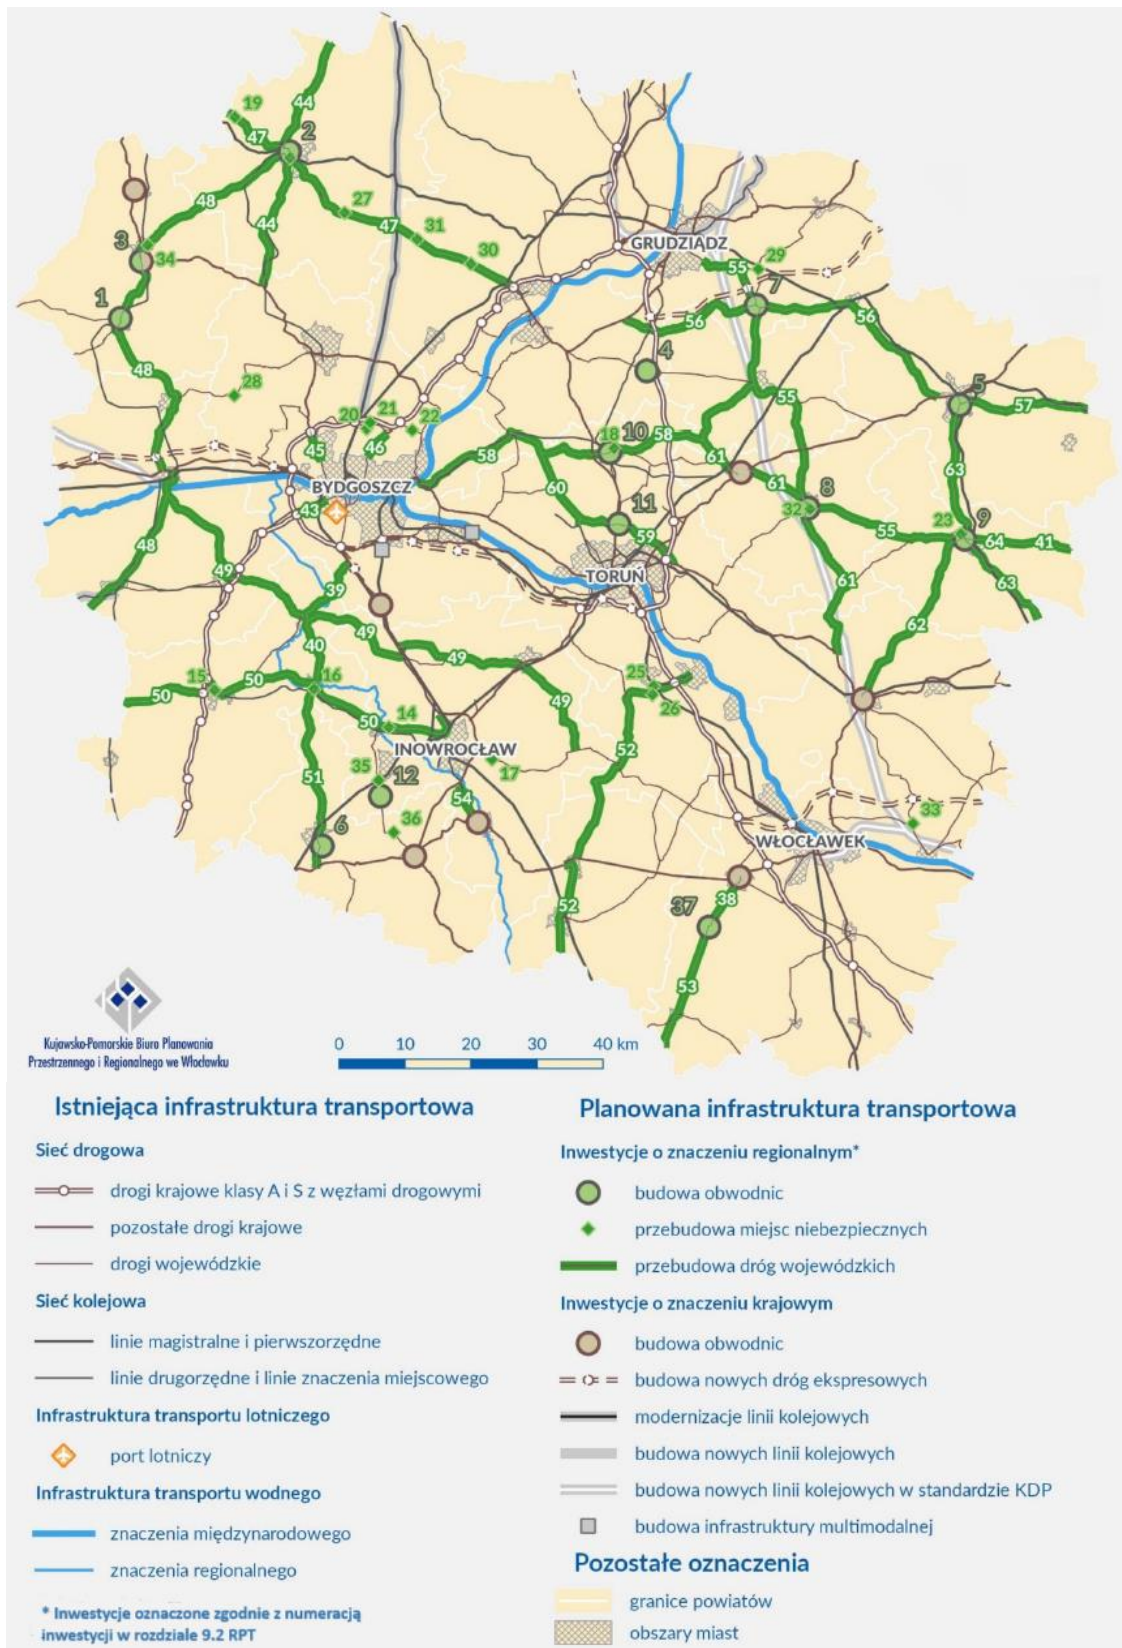 19
44
47
2
48
27
44
47
31
30
3
34
1
48
28
GRUDZIĄDZ
29
55
7
56
56
4
5
57
55
20
21
22
46
45
18
10
58
58
61
63
61
BYDGOSZCZ
60
11
8
32
43
59
55
23
9
64
41
48
TORUŃ
49
39
61
63
49
40
49
62
15
50
50
16
25
26
49
50
14
52
INOWROCŁAW
35
12
17
51
54
33
6
36
WŁOCŁAWEK
52
38
37
53
Kujawsko-Pomorskie Biuro Planowania
Przestrzennego i Regionalnego we Włocławku
0 10 20 30 40 km
Istniejąca infrastruktura transportowa
Sieć drogowa
drogi krajowe klasy A i S z węzłami drogowymi
pozostałe drogi krajowe
drogi wojewódzkie
Sieć kolejowa
linie magistralne i pierwszorzędne
linie drugorzędne i linie znaczenia miejscowego
Infrastruktura transportu lotniczego
port lotniczy
Infrastruktura transportu wodnego
znaczenia międzynarodowego
znaczenia regionalnego
* Inwestycje oznaczone zgodnie z numeracją
inwestycji w rozdziale 9.2 RPT
Planowana infrastruktura transportowa
Inwestycje o znaczeniu regionalnym*
budowa obwodnic
przebudowa miejsc niebezpiecznych
przebudowa dróg wojewódzkich
Inwestycje o znaczeniu krajowym
budowa obwodnic
budowa nowych dróg ekspresowych
modernizacje linii kolejowych
budowa nowych linii kolejowych
budowa nowych linii kolejowych w standardzie KDP
budowa infrastruktury multimodalnej
Pozostałe oznaczenia
granice powiatów
obszary miast